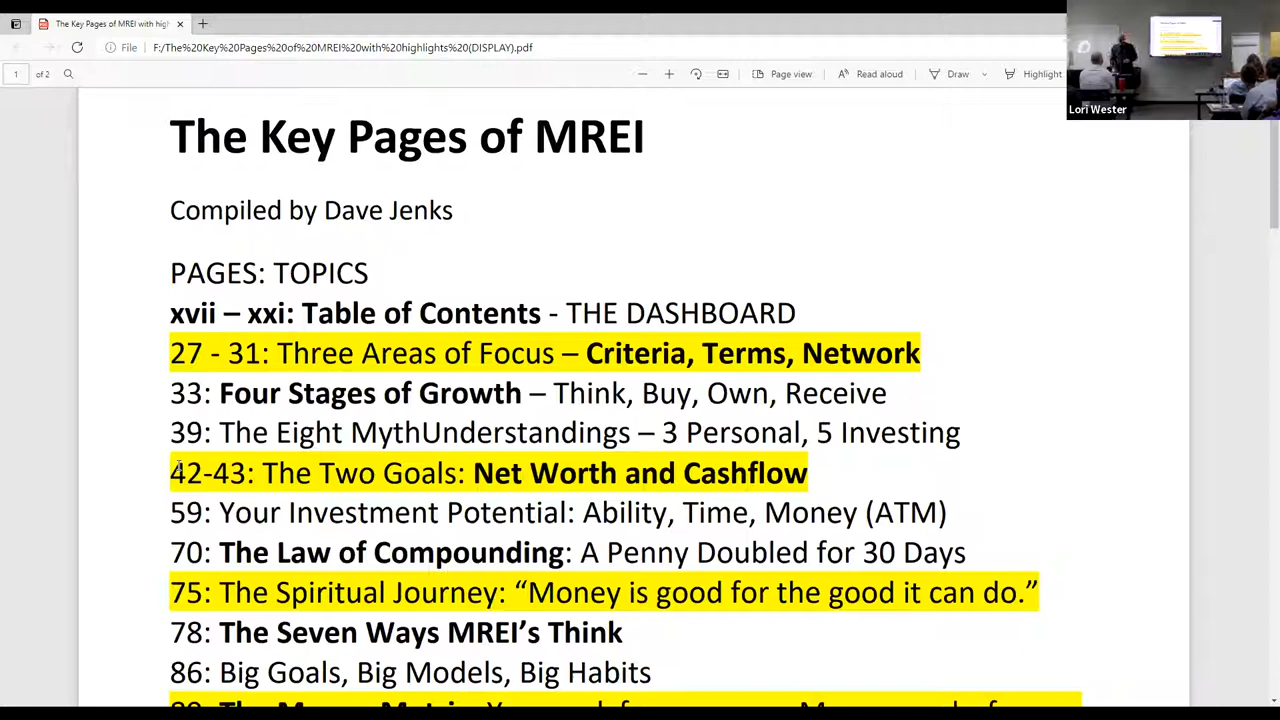 The Key Pages of MREI with high
File
F:/The%20Key%20Pages%20of%20MREI%20with%20highlights%20(FOR%20AV).pdf
1 of 2
Page view
Read aloud
Draw
Highlight
Lori Wester
The Key Pages of MREI
Compiled by Dave Jenks
PAGES: TOPICS
xvii – xxi: Table of Contents - THE DASHBOARD
27 - 31: Three Areas of Focus – Criteria, Terms, Network
33: Four Stages of Growth – Think, Buy, Own, Receive
39: The Eight MythUnderstandings – 3 Personal, 5 Investing
42-43: The Two Goals: Net Worth and Cashflow
59: Your Investment Potential: Ability, Time, Money (ATM)
70: The Law of Compounding: A Penny Doubled for 30 Days
75: The Spiritual Journey: “Money is good for the good it can do.”
78: The Seven Ways MREI’s Think
86: Big Goals, Big Models, Big Habits